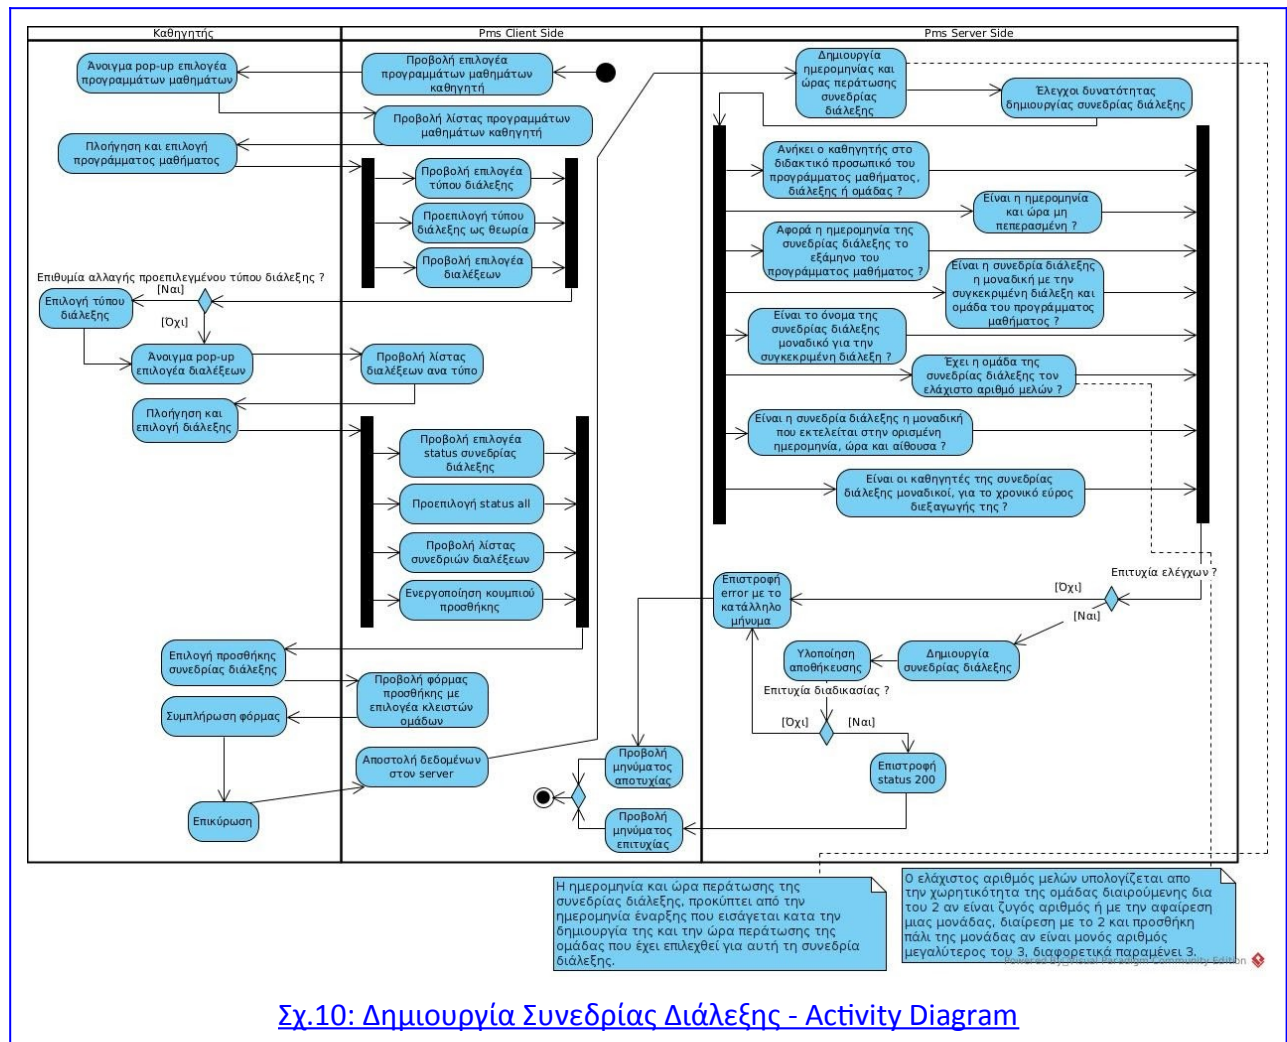 Καθηγητής
Pms Client Side
Pms Server Side
Άνοιγμα pop-up επιλογέα
προγραμμάτων μαθημάτων
Προβολή επιλογέα
προγραμμάτων μαθημάτων
καθηγητή
Προβολή λίστας προγραμμάτων
μαθημάτων καθηγητή
Πλοήγηση και επιλογή
προγράμματος μαθήματος
Προβολή επιλογέα
τύπου διάλεξης
Προεπιλογή τύπου
διάλεξης ως θεωρία
Προβολή επιλογέα
διαλέξεων
Επιθυμία αλλαγής προεπιλεγμένου τύπου διάλεξης ?
[Ναι]
[Όχι]
Επιλογή τύπου
διάλεξης
Άνοιγμα pop-up
επιλογέα διαλέξεων
Προβολή λίστας
διαλέξεων ανα τύπο
Πλοήγηση και
επιλογή διάλεξης
Προβολή επιλογέα
status συνεδρίας
διάλεξης
Προεπιλογή status all
Προβολή λίστας
συνεδριών διαλέξεων
Ενεργοποίηση κουμπιού
προσθήκης
Επιλογή προσθήκης
συνεδρίας διάλεξης
Προβολή φόρμας
προσθήκης με
επιλογέα κλειστών
ομάδων
Συμπλήρωση φόρμας
Επικύρωση
Αποστολή δεδομένων
στον server
Δημιουργία
ημερομηνίας και
ώρας περάτωσης
συνεδρίας
διάλεξης
Έλεγχοι δυνατότητας
δημιουργίας συνεδρίας διάλεξης
Ανήκει ο καθηγητής στο
διδακτικό προσωπικό του
προγράμματος μαθήματος,
διάλεξης ή ομάδας ?
Είναι η ημερομηνία
και ώρα μη
πεπερασμένη ?
Αφορά η ημερομηνία της
συνεδρίας διάλεξης το
εξάμηνο του
προγράμματος μαθήματος ?
Είναι η συνεδρία διάλεξης
η μοναδική με την
συγκεκριμένη διάλεξη και
ομάδα του προγράμματος
μαθήματος ?
Είναι το όνομα της
συνεδρίας διάλεξης
μοναδικό για την
συγκεκριμένη διάλεξη ?
Έχει η ομάδα της
συνεδρίας διάλεξης τον
ελάχιστο αριθμό μελών ?
Είναι η συνεδρία διάλεξης η μοναδική
που εκτελείται στην ορισμένη
ημερομηνία, ώρα και αίθουσα ?
Είναι οι καθηγητές της συνεδρίας
διάλεξης μοναδικοί, για το χρονικό εύρος
διεξαγωγής της ?
Επιτυχία ελέγχων ?
[Όχι]
[Ναι]
Επιστροφή
error με το
κατάλληλο
μήνυμα
Δημιουργία
συνεδρίας διάλεξης
Υλοποίηση
αποθήκευσης
Επιτυχία διαδικασίας ?
[Όχι]
[Ναι]
Επιστροφή
status 200
Προβολή
μηνύματος
αποτυχίας
Προβολή
μηνύματος
επιτυχίας
Η ημερομηνία και ώρα περάτωσης της
συνεδρίας διάλεξης, προκύπτει από την
ημερομηνία έναρξης που εισάγεται κατα την
δημιουργία της και την ώρα περάτωσης της
ομάδας που έχει επιλεχθεί για αυτή τη συνεδρία
διάλεξης.
Ο ελάχιστος αριθμός μελών υπολογίζεται απο
την χωρητικότητα της ομάδας διαιρούμενης δια
του 2 αν είναι ζυγός αριθμός ή με την αφαίρεση
μιας μονάδας, διαίρεση με το 2 και προσθήκη
πάλι της μονάδας αν είναι μονός αριθμός
μεγαλύτερος του 3, διαφορετικά παραμένει 3.
Powered By Visual Paradigm Community Edition
Σχ.10: Δημιουργία Συνεδρίας Διάλεξης - Activity Diagram